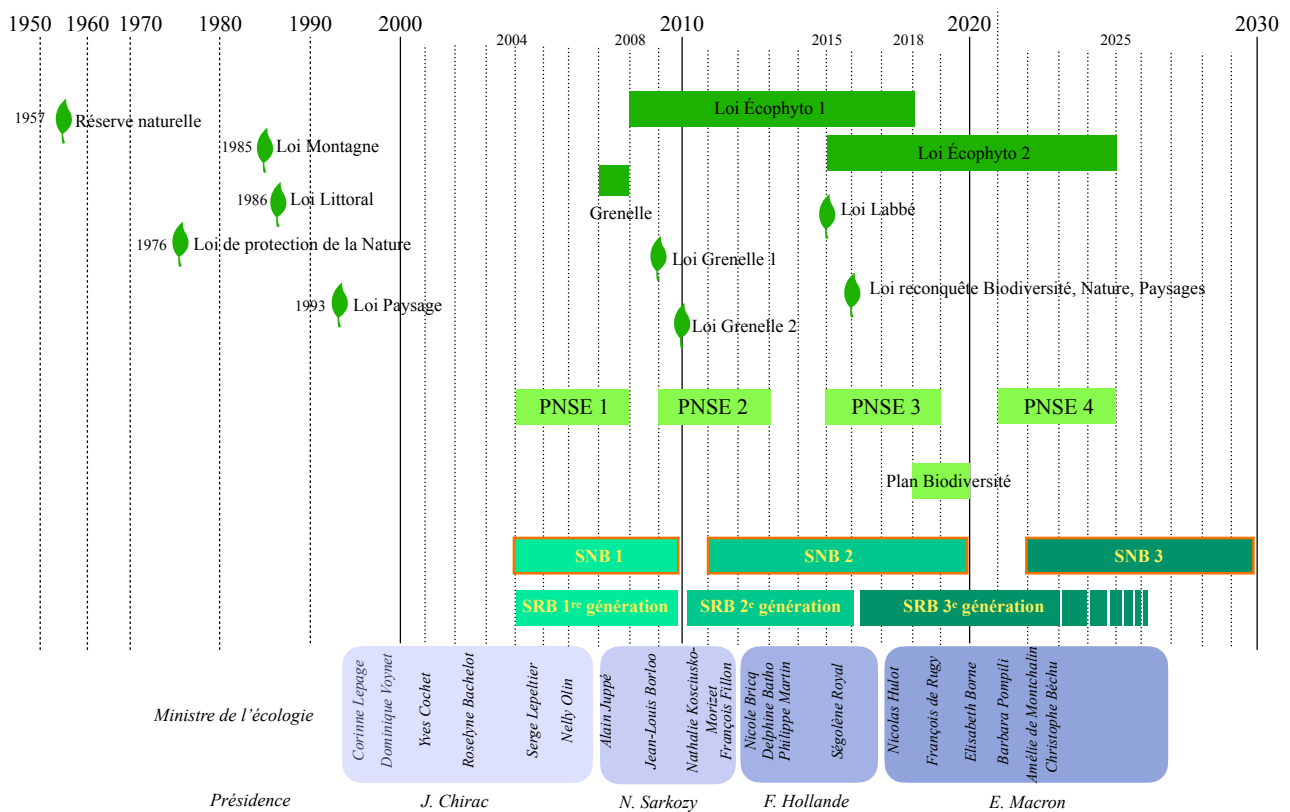 1950 1960 1970 1980 1990 2000 2010 2020 2030
2004 2008 2015 2018 2025
Loi Écophyto 1
1957 Réserve naturelle
1985 Loi Montagne
Loi Écophyto 2
1986 Loi Littoral
Grenelle
Loi Labbé
1976 Loi de protection de la Nature
Loi Grenelle 1
Loi reconquête Biodiversité, Nature, Paysages
1993 Loi Paysage
Loi Grenelle 2
PNSE 1 PNSE 2 PNSE 3 PNSE 4
Plan Biodiversité
SNB 1 SNB 2 SNB 3
SRB 1re génération SRB 2e génération SRB 3e génération
Ministre de l’écologie
Corinne Lepage
Dominique Voynet
Yves Cochet
Roselyne Bachelot
Serge Lepeltier
Nelly Olin
Alain Juppé
Jean-Louis Borloo
Nathalie Kosciusko-
Morizet
François Fillon
Nicole Bricq
Delphine Batho
Philippe Martin
Ségolène Royal
Nicolas Hulot
François de Rugy
Elisabeth Borne
Barbara Pompili
Amélie de Montchalin
Christophe Béchu
Présidence J. Chirac N. Sarkozy F. Hollande E. Macron